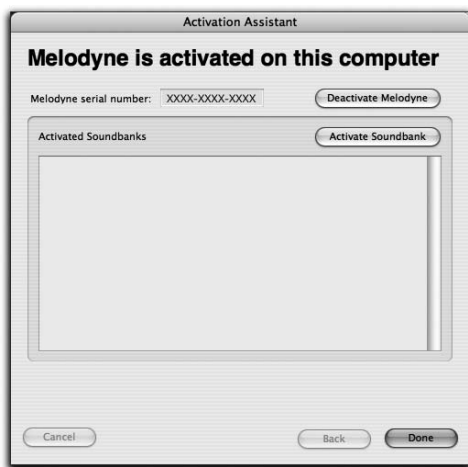 Activation Assistant
Melodyne is activated on this computer
Melodyne serial number: XXXX-XXXX-XXXX Deactivate Melodyne
Activated Soundbanks Activate Soundbank
Cancel Back Done